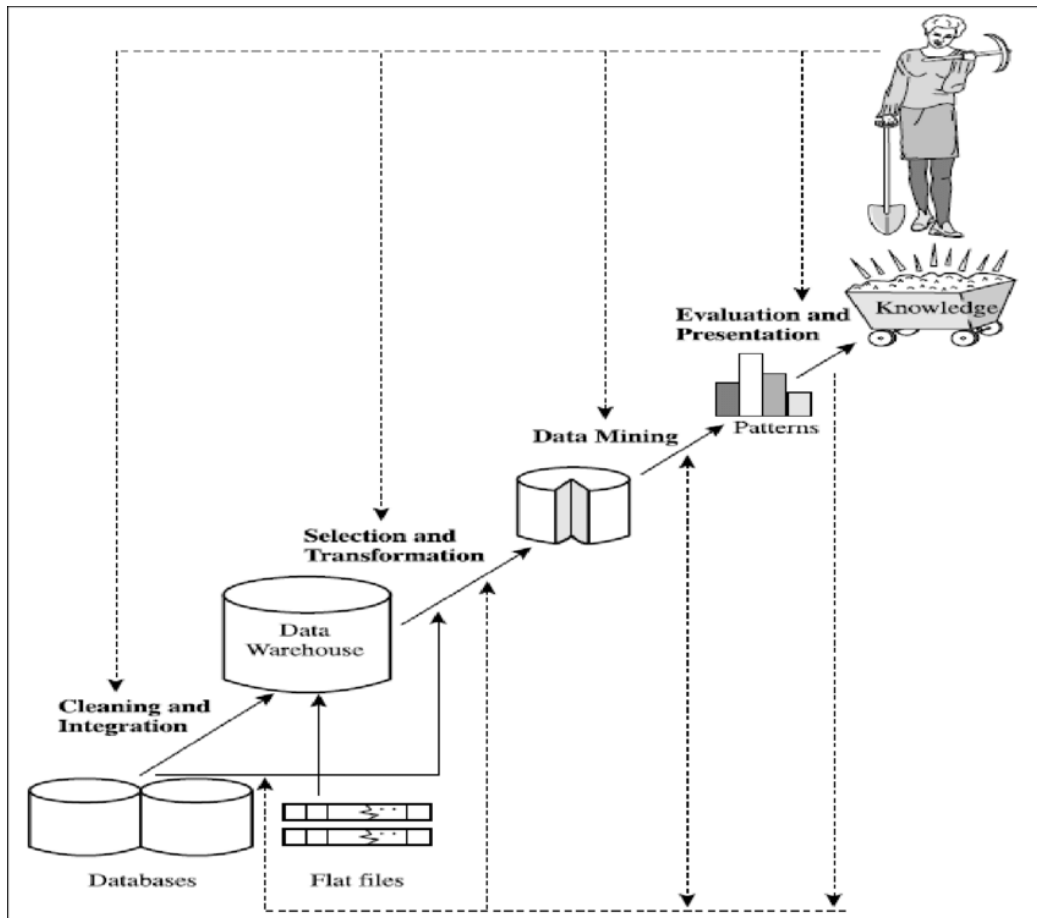 Evaluation and
Presentation
Knowledge
Patterns
Data Mining
Selection and
Transformation
Data
Warehouse
Cleaning and
Integration
Databases
Flat files